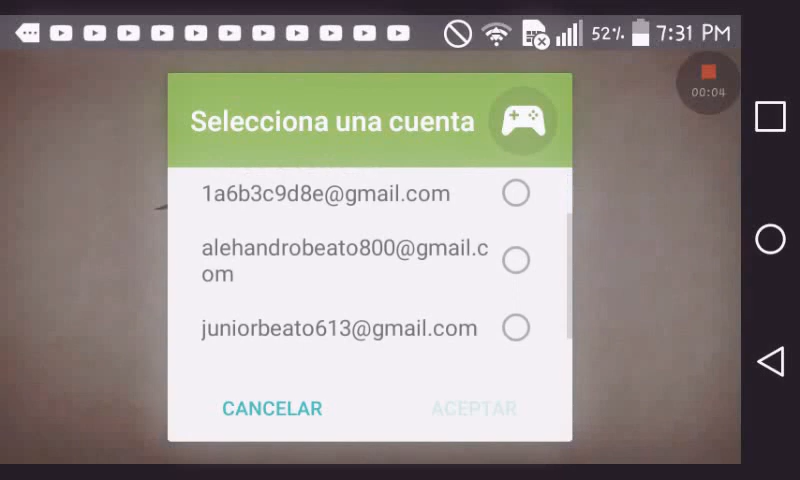 52% 7:31 PM
Selecciona una cuenta
00:04
1a6b3c9d8e@gmail.com
alehandrobeato800@gmail.c
om
juniorbeato613@gmail.com
CANCELAR ACEPTAR